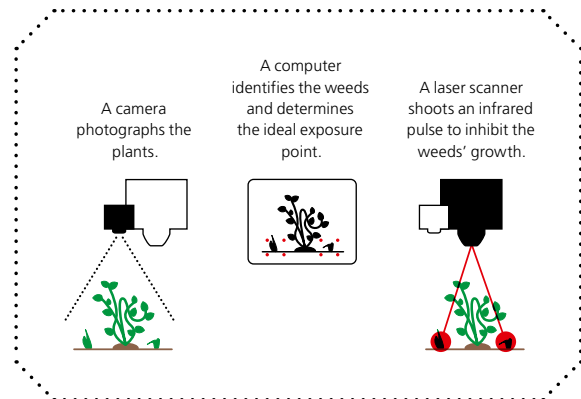 A camera
photographs the
plants.
A computer
identifies the weeds
and determines
the ideal exposure
point.
A laser scanner
shoots an infrared
pulse to inhibit the
weeds’ growth.